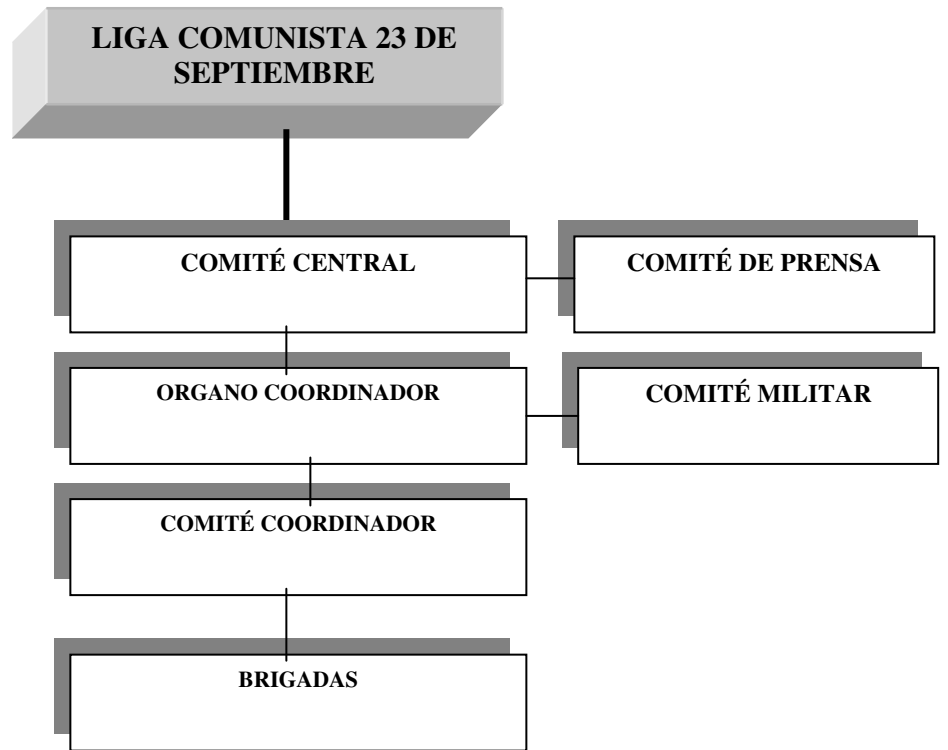 LIGA COMUNISTA 23 DE
SEPTIEMBRE
COMITÉ CENTRAL
COMITÉ DE PRENSA
ORGANO COORDINADOR
COMITÉ MILITAR
COMITÉ COORDINADOR
BRIGADAS